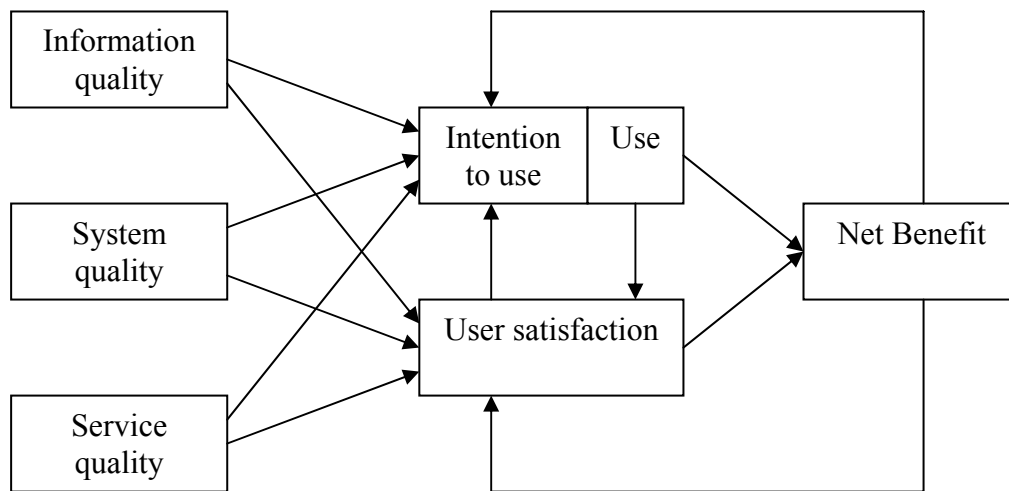 Information
quality
Intention
to use
Use
System
quality
Net Benefit
User satisfaction
Service
quality